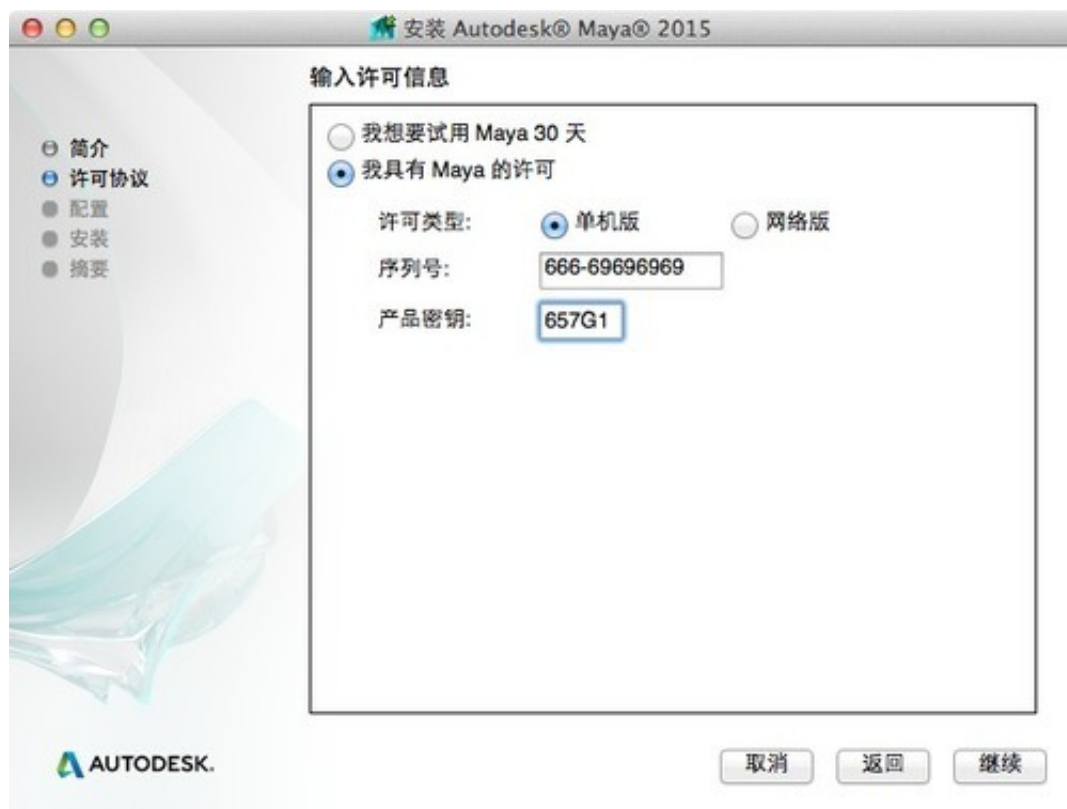 安装 Autodesk® Maya® 2015
输入许可信息
简介
许可协议
配置
安装
摘要
我想要试用 Maya 30 天
我具有 Maya 的许可
许可类型: 单机版 网络版
序列号: 666-69696969
产品密钥: 657G1
AUTODESK.
取消 返回 继续